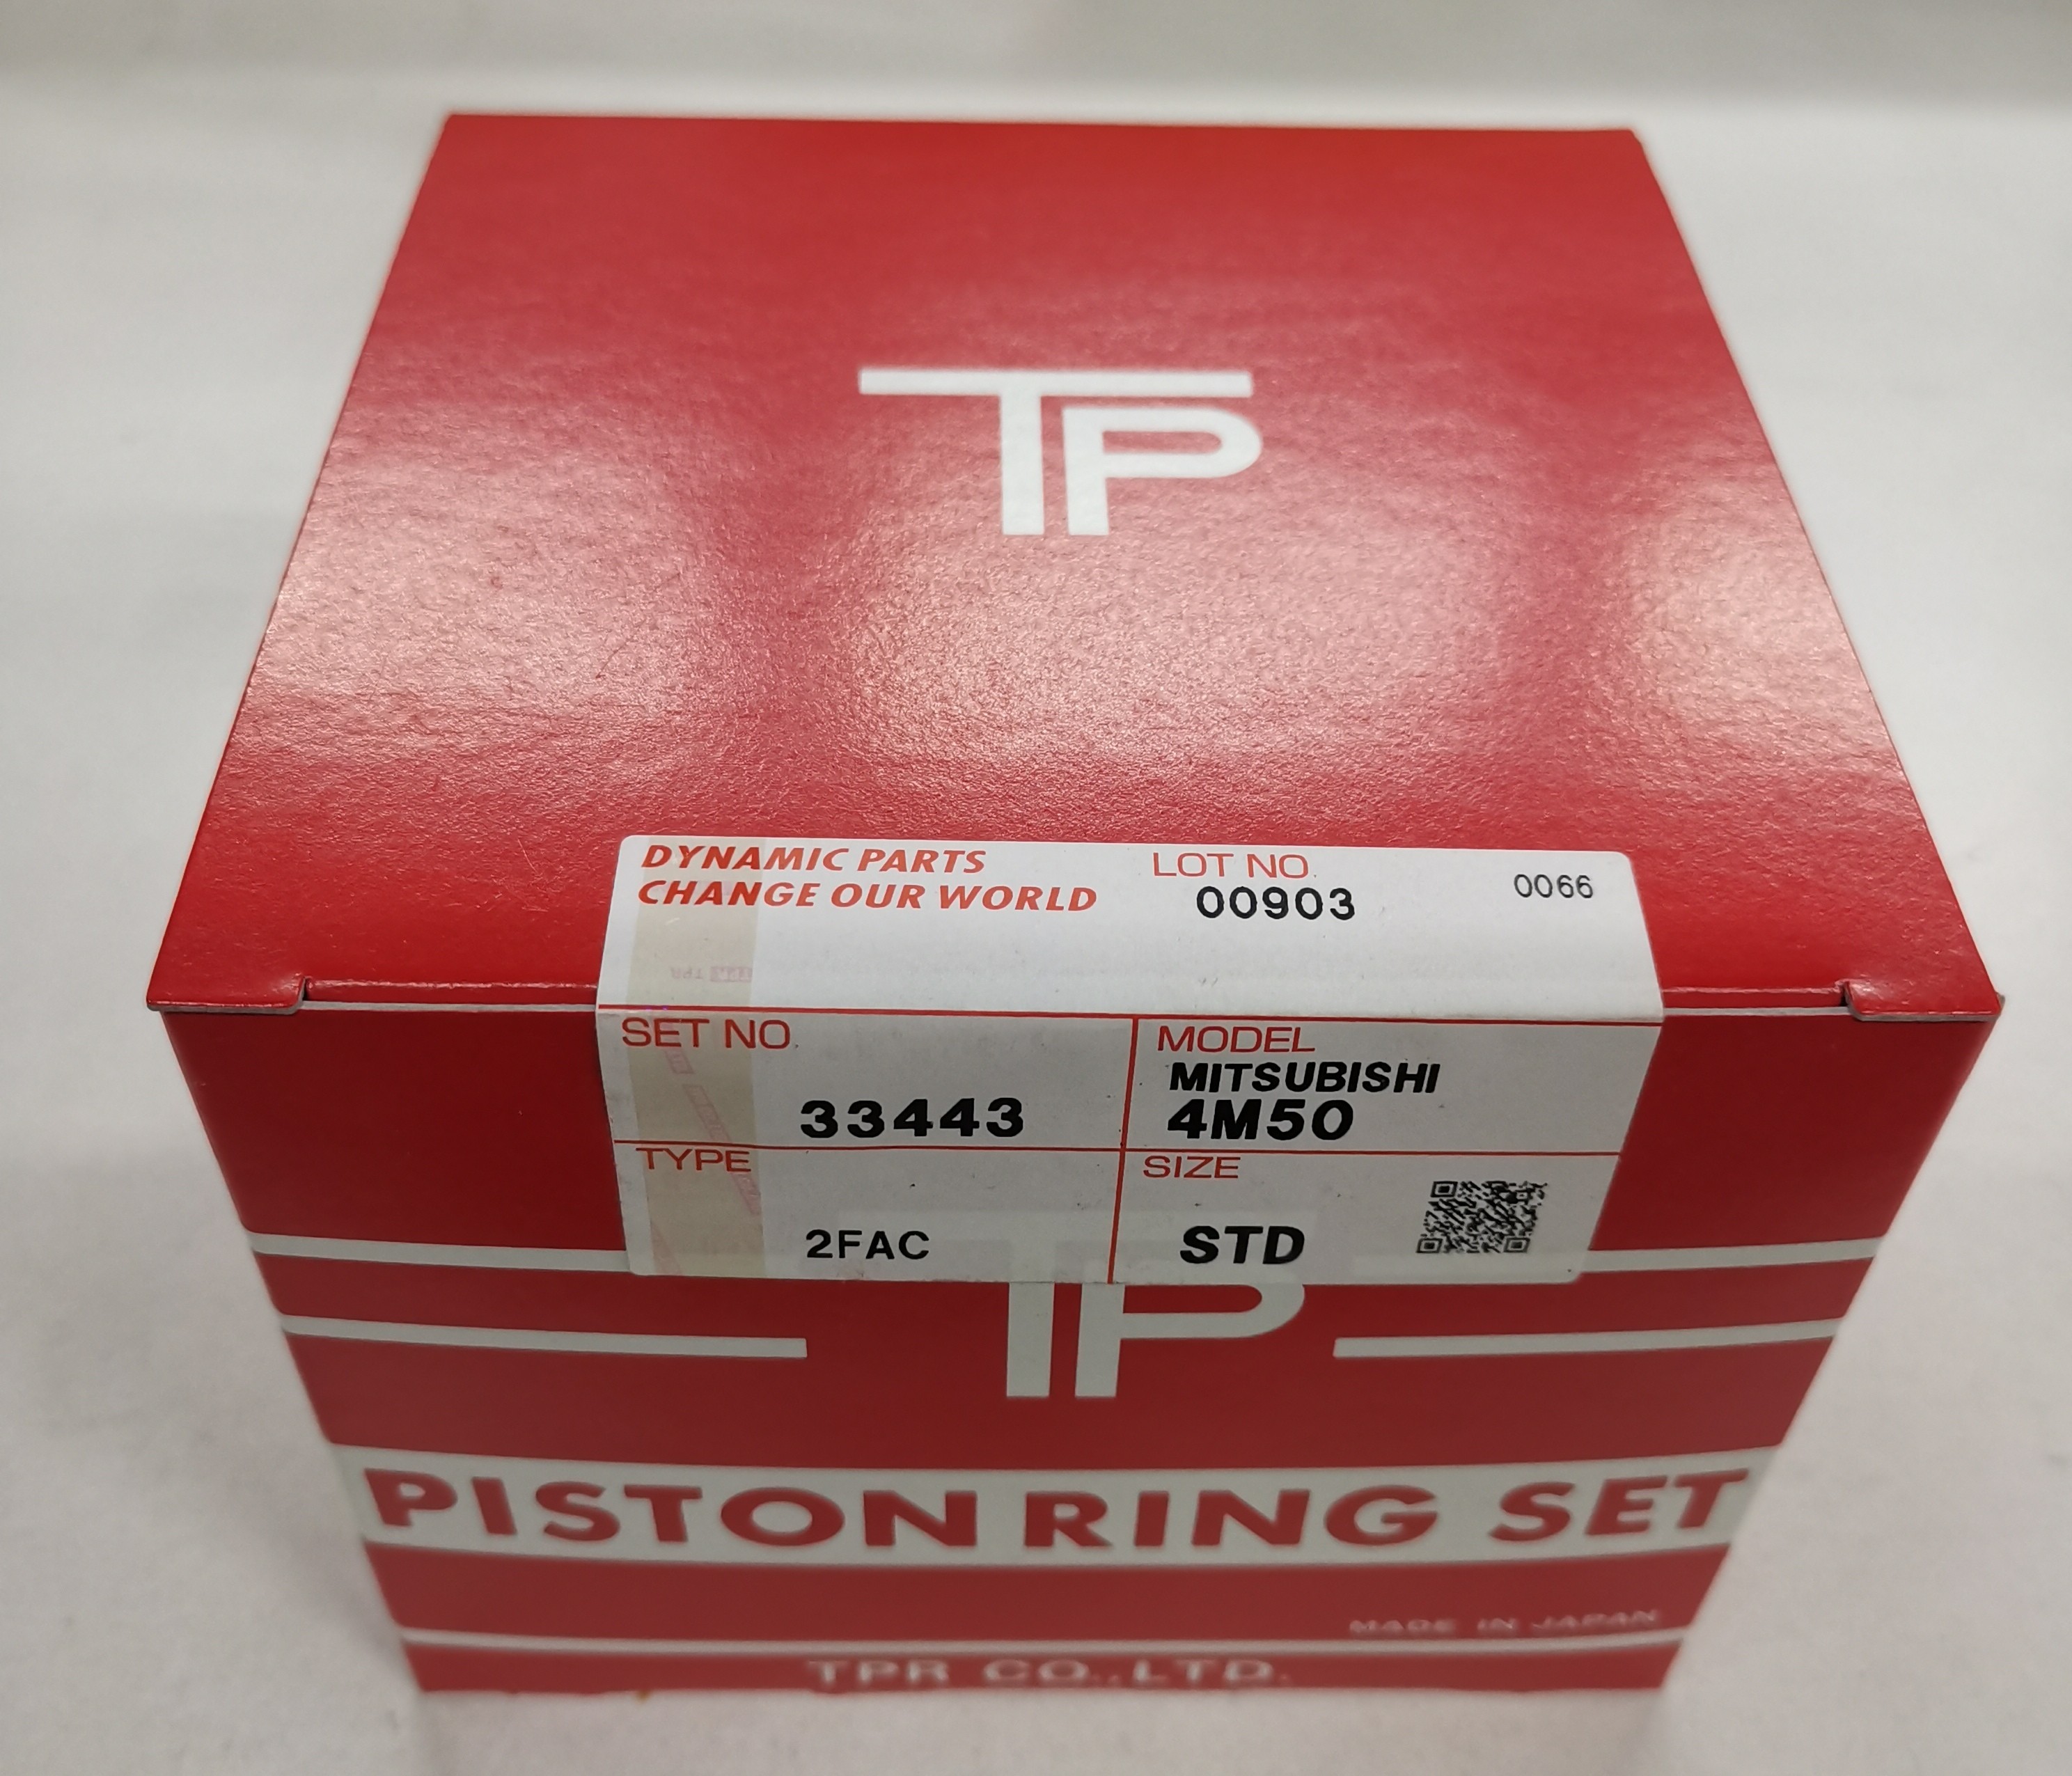 TP
DYNAMIC PARTS
CHANGE OUR WORLD
LOT NO.
00903
0066
SET NO.
33443
MODEL
MITSUBISHI
4M50
TYPE
2FAC
SIZE
STD
TP
PISTON RING SET
MADE IN JAPAN
TPR CO.,LTD.